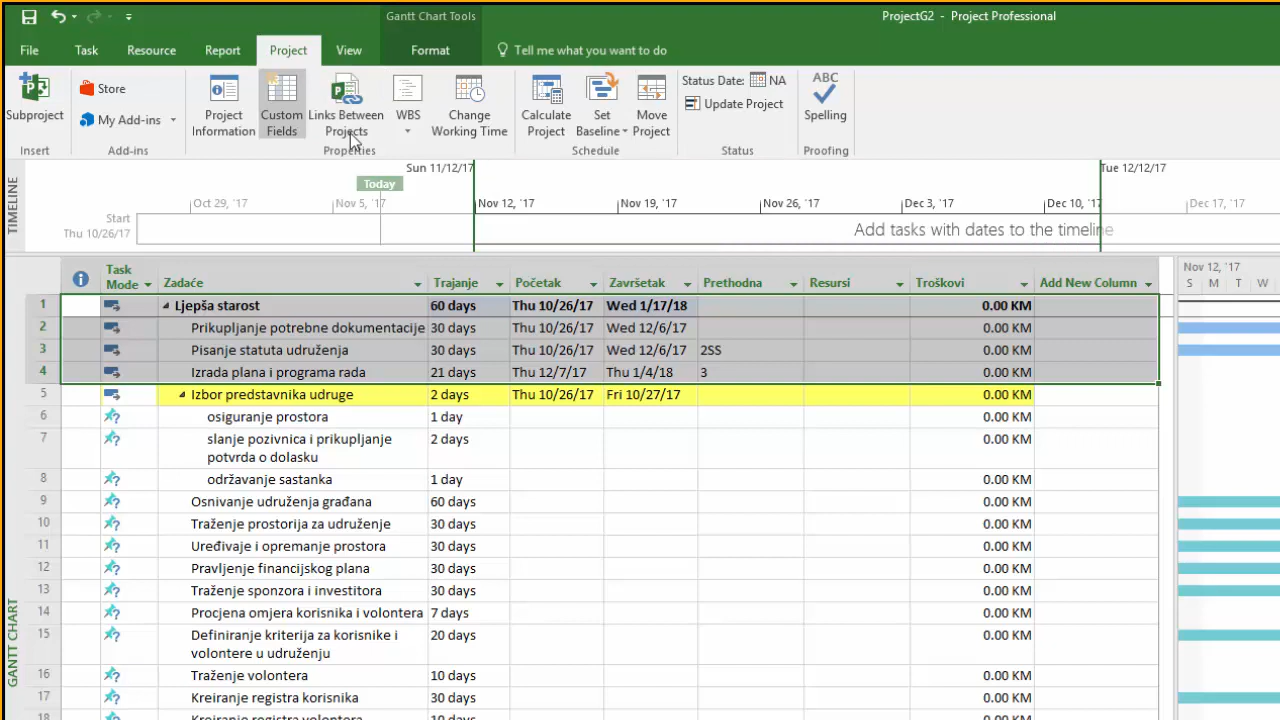 Gantt Chart Tools
ProjectG2 - Project Professional
File Task Resource Report Project View Format Tell me what you want to do
Subproject
Store
My Add-ins
Project Information
Custom Fields
Links Between Projects
WBS
Change Working Time
Calculate Project
Set Baseline
Move Project
Status Date: NA
Update Project
ABC
Spelling
Insert Add-ins Properties Schedule Status Proofing
TIMELINE
Sun 11/12/17
Tue 12/12/17
Today
Oct 29, '17 Nov 5, '17 Nov 12, '17 Nov 19, '17 Nov 26, '17 Dec 3, '17 Dec 10, '17 Dec 17, '17
Start
Thu 10/26/17
Add tasks with dates to the timeline
Task Mode Zadaće Trajanje Početak Završetak Prethodna Resursi Troškovi Add New Column
Nov 12, '17
S M T W
1 Ljepša starost 60 days Thu 10/26/17 Wed 1/17/18 0.00 KM
2 Prikupljanje potrebne dokumentacije 30 days Thu 10/26/17 Wed 12/6/17 0.00 KM
3 Pisanje statuta udruženja 30 days Thu 10/26/17 Wed 12/6/17 2SS 0.00 KM
4 Izrada plana i programa rada 21 days Thu 12/7/17 Thu 1/4/18 3 0.00 KM
5 Izbor predstavnika udruge 2 days Thu 10/26/17 Fri 10/27/17 0.00 KM
6 osiguranje prostora 1 day 0.00 KM
7 slanje pozivnica i prikupljanje 2 days 0.00 KM
potvrda o dolasku
8 održavanje sastanka 1 day 0.00 KM
9 Osnivanje udruženja građana 60 days 0.00 KM
10 Traženje prostorija za udruženje 30 days 0.00 KM
11 Uređivaje i opremanje prostora 30 days 0.00 KM
12 Pravljenje financijskog plana 30 days 0.00 KM
13 Traženje sponzora i investitora 30 days 0.00 KM
14 Procjena omjera korisnika i volontera 7 days 0.00 KM
15 Definiranje kriterija za korisnike i 20 days 0.00 KM
volontere u udruženju
16 Traženje volontera 10 days 0.00 KM
17 Kreiranje registra korisnika 30 days 0.00 KM
18 Kreiranje registra volontera 10 days 0.00 KM
GANTT CHART